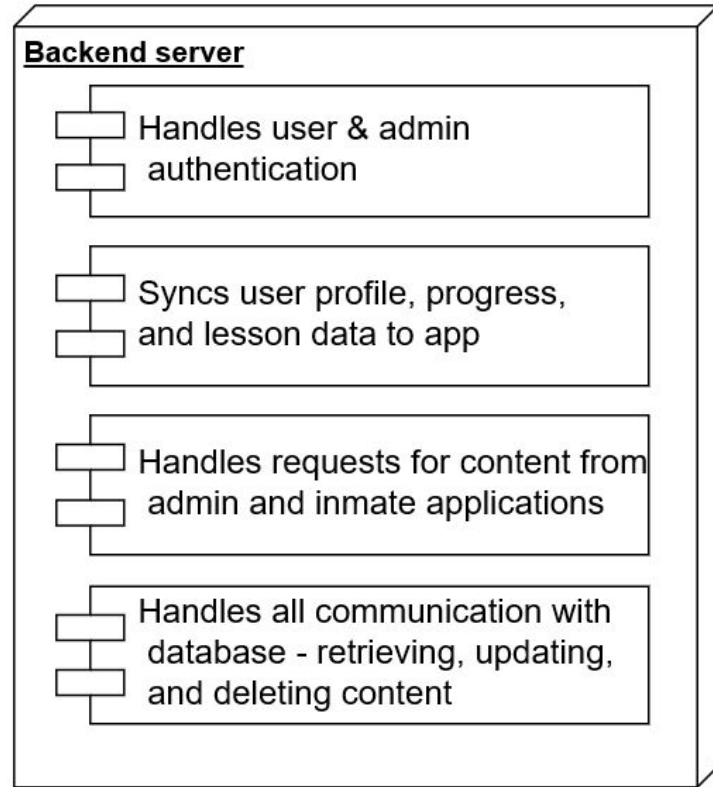 Backend server
Handles user & admin
authentication
Syncs user profile, progress,
and lesson data to app
Handles requests for content from
admin and inmate applications
Handles all communication with
database - retrieving, updating,
and deleting content